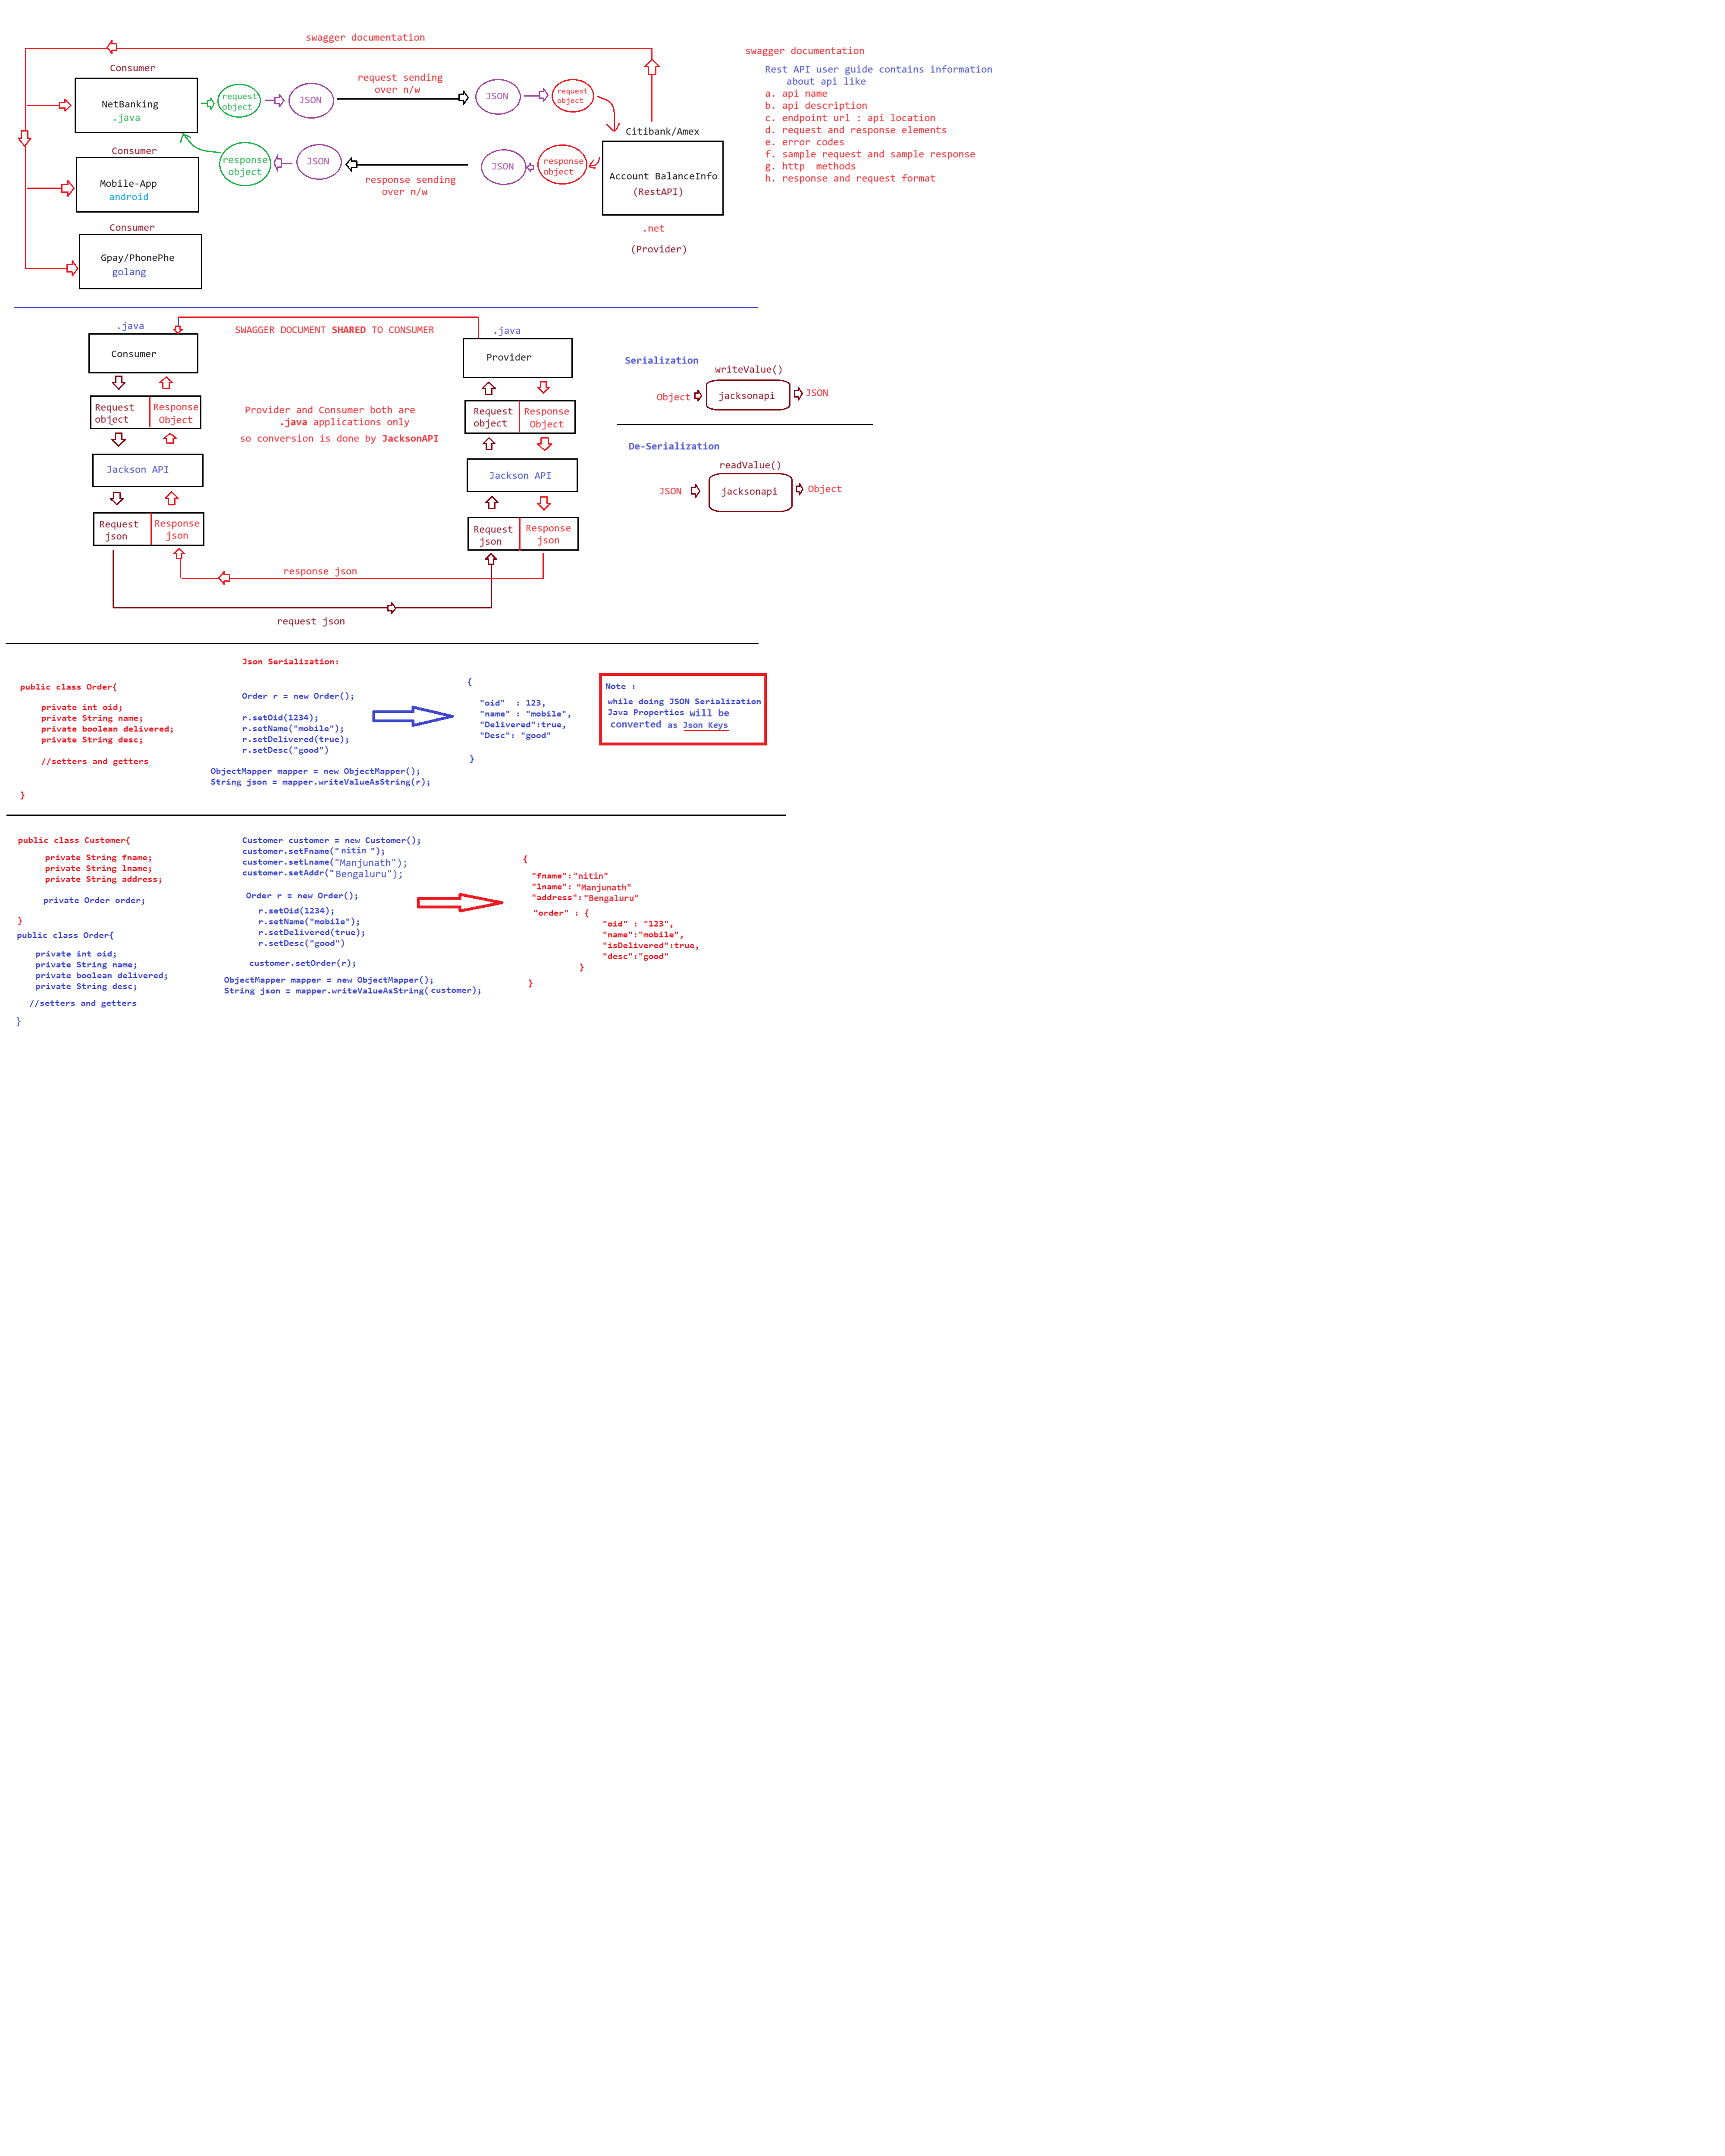 swagger documentation
Consumer
NetBanking
.java
request
object
JSON
request sending
over n/w
JSON
request
object
response
object
JSON
response sending
over n/w
JSON
response
object
Citibank/Amex
Account BalanceInfo
(RestAPI)
.net
(Provider)
Consumer
Mobile-App
android
Consumer
Gpay/PhonePhe
golang
swagger documentation
Rest API user guide contains information
about api like
a. api name
b. api description
c. endpoint url : api location
d. request and response elements
e. error codes
f. sample request and sample response
g. http  methods
h. response and request format
.java
SWAGGER DOCUMENT SHARED TO CONSUMER
.java
Consumer
Provider
Request
object
Response
Object
Provider and Consumer both are
.java applications only
so conversion is done by JacksonAPI
Request
object
Response
Object
Jackson API
Jackson API
Request
json
Response
json
Request
json
Response
json
response json
request json
Serialization
writeValue()
Object
jacksonapi
JSON
De-Serialization
readValue()
JSON
jacksonapi
Object
Json Serialization:
public class Order{
private int oid;
private String name;
private boolean delivered;
private String desc;
//setters and getters
}
Order r = new Order();
r.setOid(1234);
r.setName("mobile");
r.setDelivered(true);
r.setDesc("good")
ObjectMapper mapper = new ObjectMapper();
String json = mapper.writeValueAsString(r);
{
"oid"  : 123,
"name" : "mobile",
"Delivered":true,
"Desc": "good"
}
Note :
while doing JSON Serialization
Java Properties will be
converted as Json Keys
public class Customer{
private String fname;
private String lname;
private String address;
private Order order;
}
public class Order{
private int oid;
private String name;
private boolean delivered;
private String desc;
//setters and getters
}
Customer customer = new Customer();
customer.setFname("nitin ");
customer.setLname("Manjunath");
customer.setAddr("Bengaluru");
Order r = new Order();
r.setOid(1234);
r.setName("mobile");
r.setDelivered(true);
r.setDesc("good")
customer.setOrder(r);
ObjectMapper mapper = new ObjectMapper();
String json = mapper.writeValueAsString(customer);
{
"fname":"nitin"
"lname": "Manjunath"
"address":"Bengaluru"
"order" : {
"oid" : "123",
"name":"mobile",
"isDelivered":true,
"desc":"good"
}
}